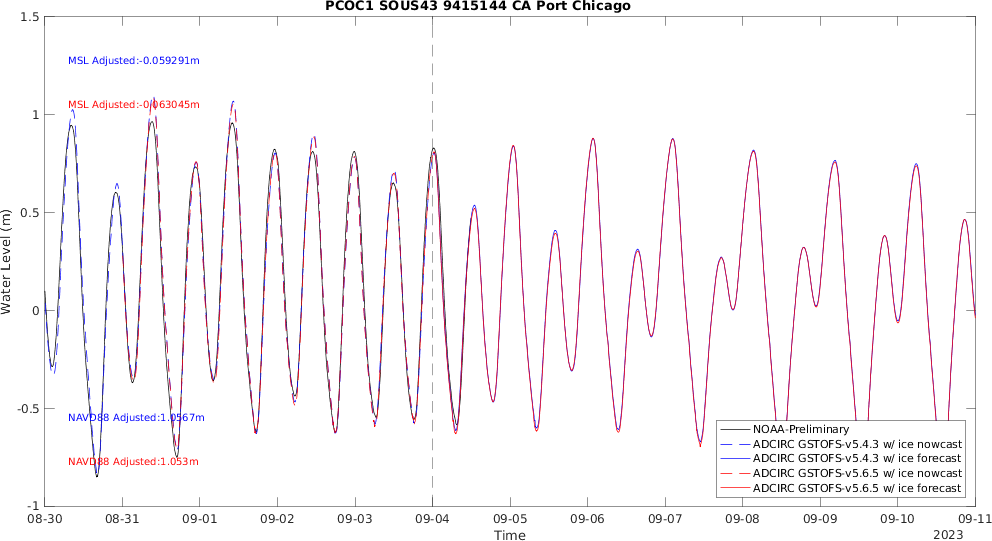 PCOC1 SOUS43 9415144 CA Port Chicago
1.5
MSL Adjusted:-0.059291m
MSL Adjusted:-0.063045m
1
0.5
Water Level (m)
0
-0.5
NAVD88 Adjusted:1.0567m
NAVD88 Adjusted:1.053m
-1
NOAA-Preliminary
ADCIRC GSTOFS-v5.4.3 w/ ice nowcast
ADCIRC GSTOFS-v5.4.3 w/ ice forecast
ADCIRC GSTOFS-v5.6.5 w/ ice nowcast
ADCIRC GSTOFS-v5.6.5 w/ ice forecast
08-30 08-31 09-01 09-02 09-03 09-04 09-05 09-06 09-07 09-08 09-09 09-10 09-11
Time
2023